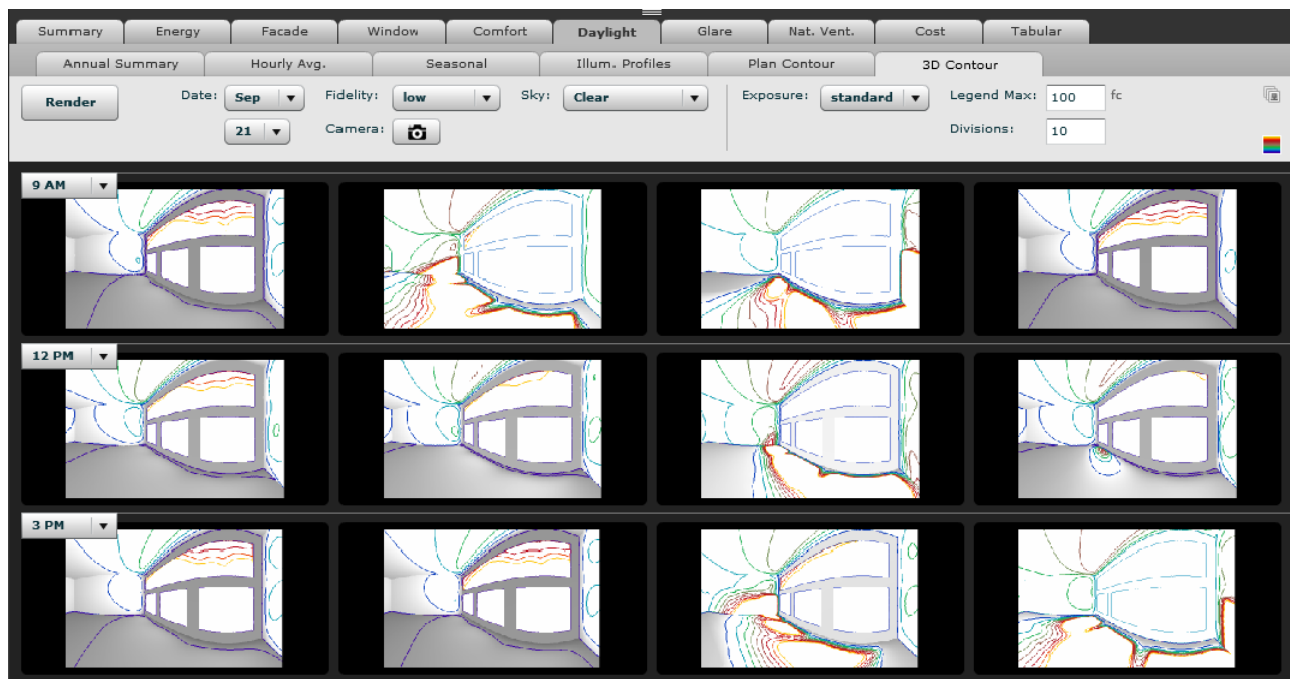 Summary Energy Facade Window Comfort Daylight Glare Nat. Vent. Cost Tabular
Annual Summary Hourly Avg. Seasonal Illum. Profiles Plan Contour 3D Contour
Render Date: Sep Fidelity: low Sky: Clear Exposure: standard Legend Max: 100 fc
21 Camera: Divisions: 10
9 AM
12 PM
3 PM